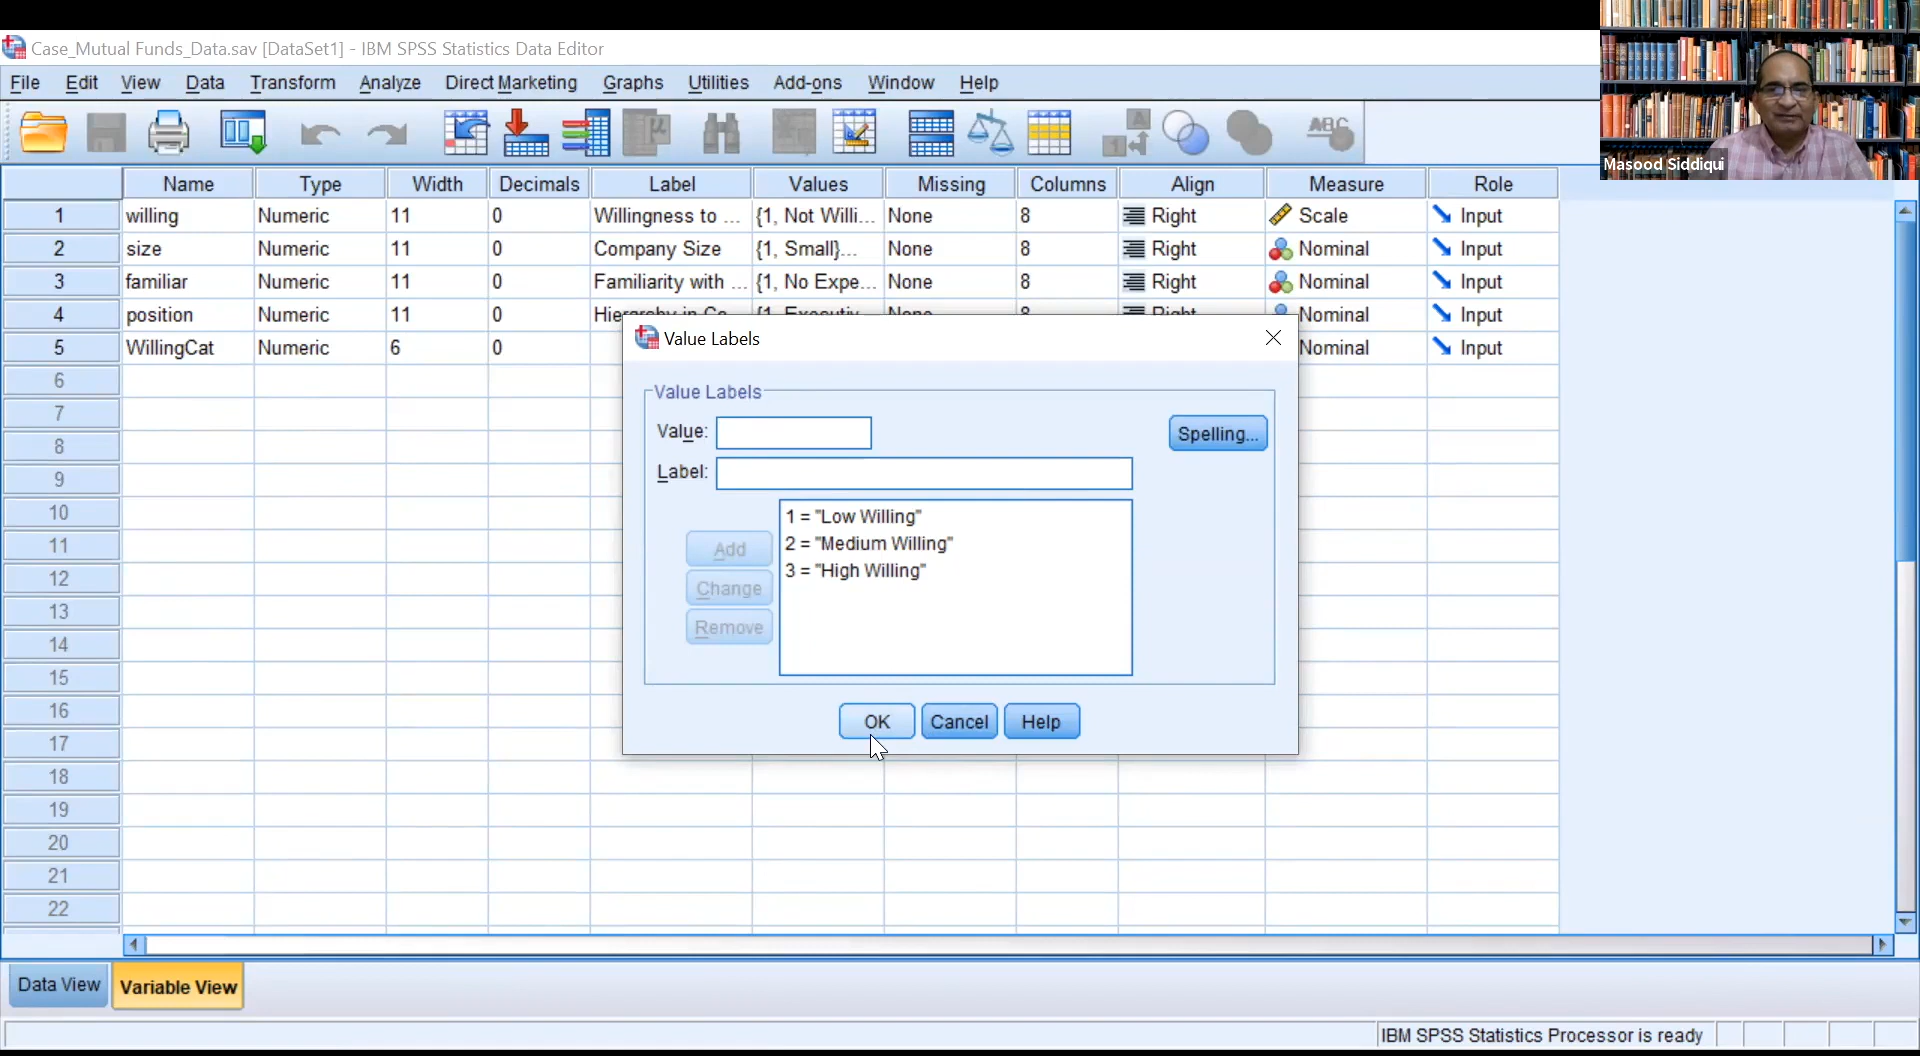 Case_Mutual Funds_Data.sav [DataSet1] - IBM SPSS Statistics Data Editor
File Edit View Data Transform Analyze Direct Marketing Graphs Utilities Add-ons Window Help
ABC
Masood Siddiqui
Name Type Width Decimals Label Values Missing Columns Align Measure Role
1 willing Numeric 11 0 Willingness to ... {1, Not Willi... None 8 Right Scale Input
2 size Numeric 11 0 Company Size {1, Small}... None 8 Right Nominal Input
3 familiar Numeric 11 0 Familiarity with ... {1, No Expe... None 8 Right Nominal Input
4 position Numeric 11 0 Nominal Input
5 WillingCat Numeric 6 0 Nominal Input
6
7
8
9
10
11
12
13
14
15
16
17
18
19
20
21
22
Value Labels
Value Labels
Value:
Spelling...
Label:
1 = "Low Willing"
2 = "Medium Willing"
3 = "High Willing"
Add
Change
Remove
OK Cancel Help
Data View Variable View
IBM SPSS Statistics Processor is ready